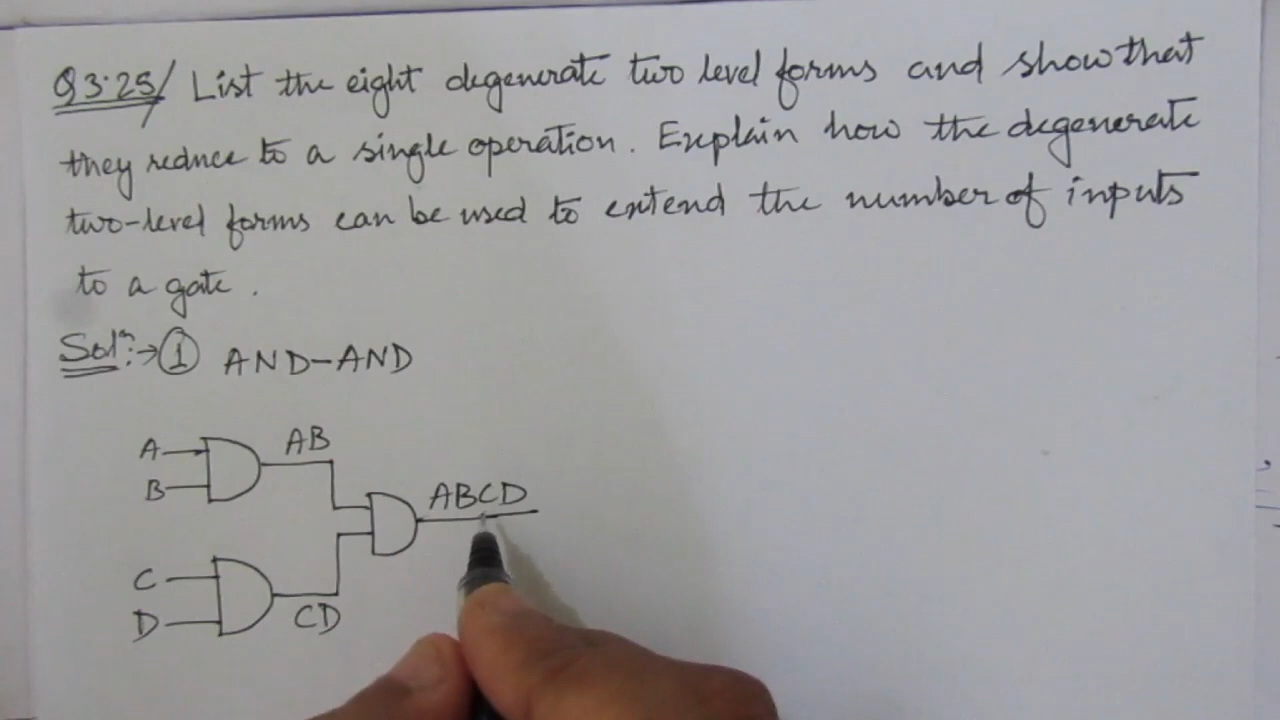 Q3.25/ List the eight degenerate two level forms and show that
they reduce to a single operation. Explain how the degenerate
two-level forms can be used to extend the number of inputs
to a gate.
Solⁿ:→ ① AND-AND
A
B
AB
ABCD
C
D
CD